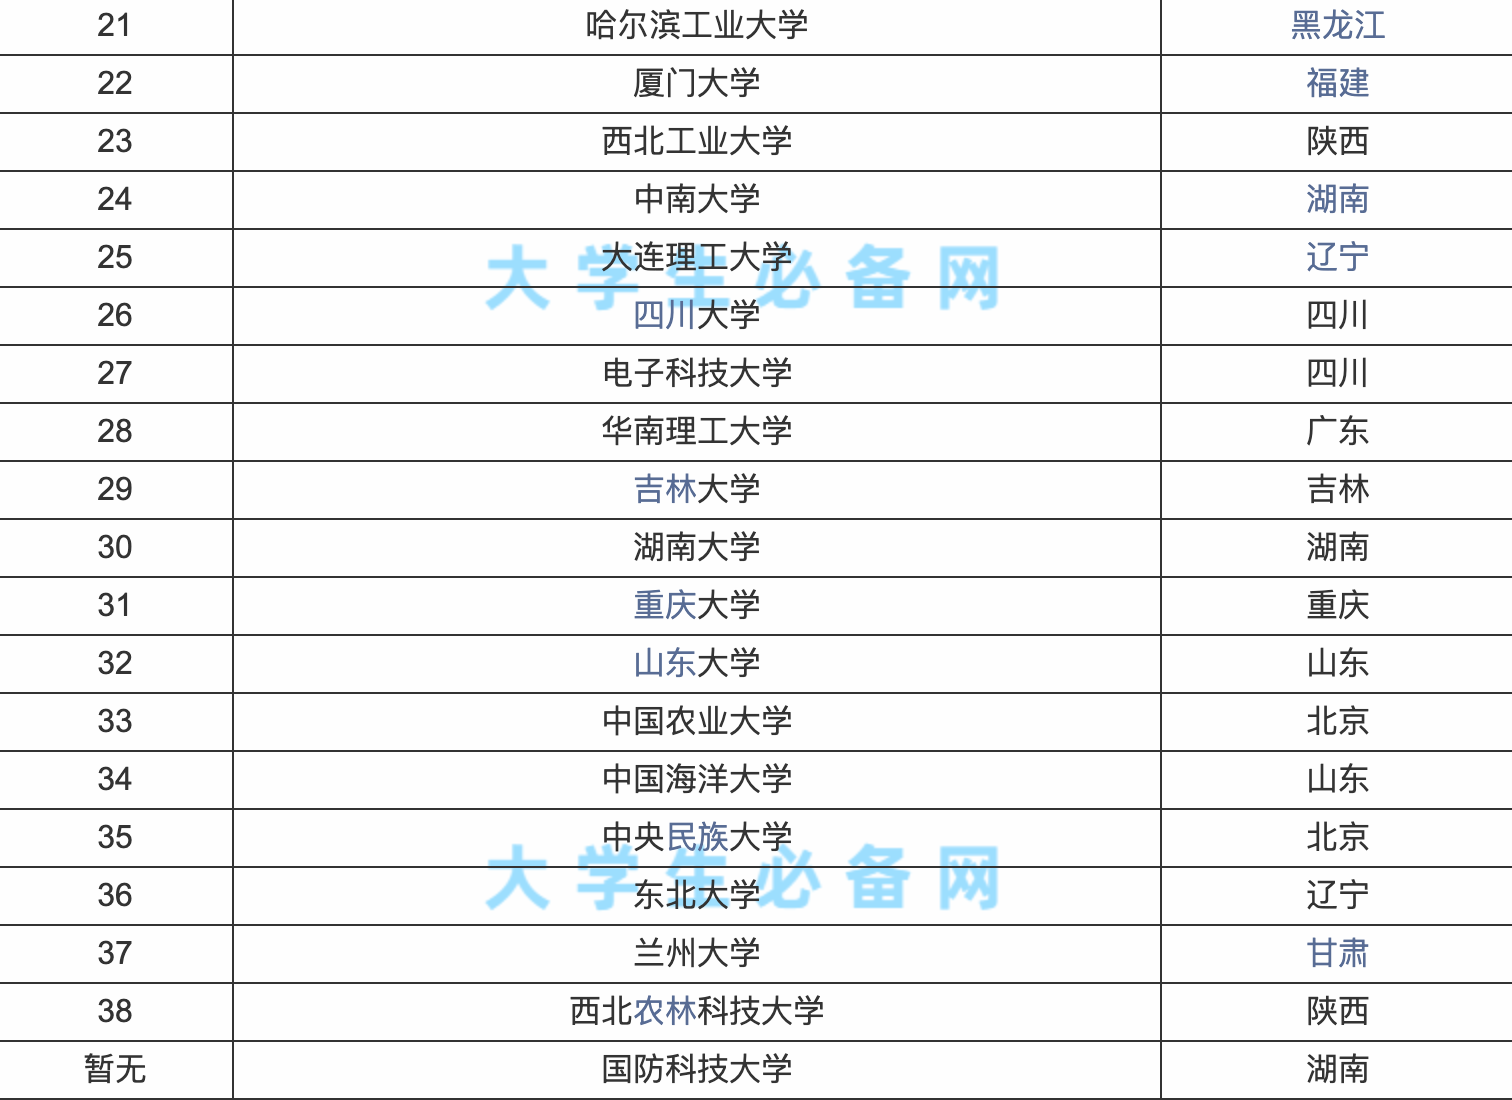 21 哈尔滨工业大学 黑龙江
22 厦门大学 福建
23 西北工业大学 陕西
24 中南大学 湖南
25 大连理工大学 辽宁
大学生必备网
26 四川大学 四川
27 电子科技大学 四川
28 华南理工大学 广东
29 吉林大学 吉林
30 湖南大学 湖南
31 重庆大学 重庆
32 山东大学 山东
33 中国农业大学 北京
34 中国海洋大学 山东
35 中央民族大学 北京
大学生必备网
36 东北大学 辽宁
37 兰州大学 甘肃
38 西北农林科技大学 陕西
暂无 国防科技大学 湖南